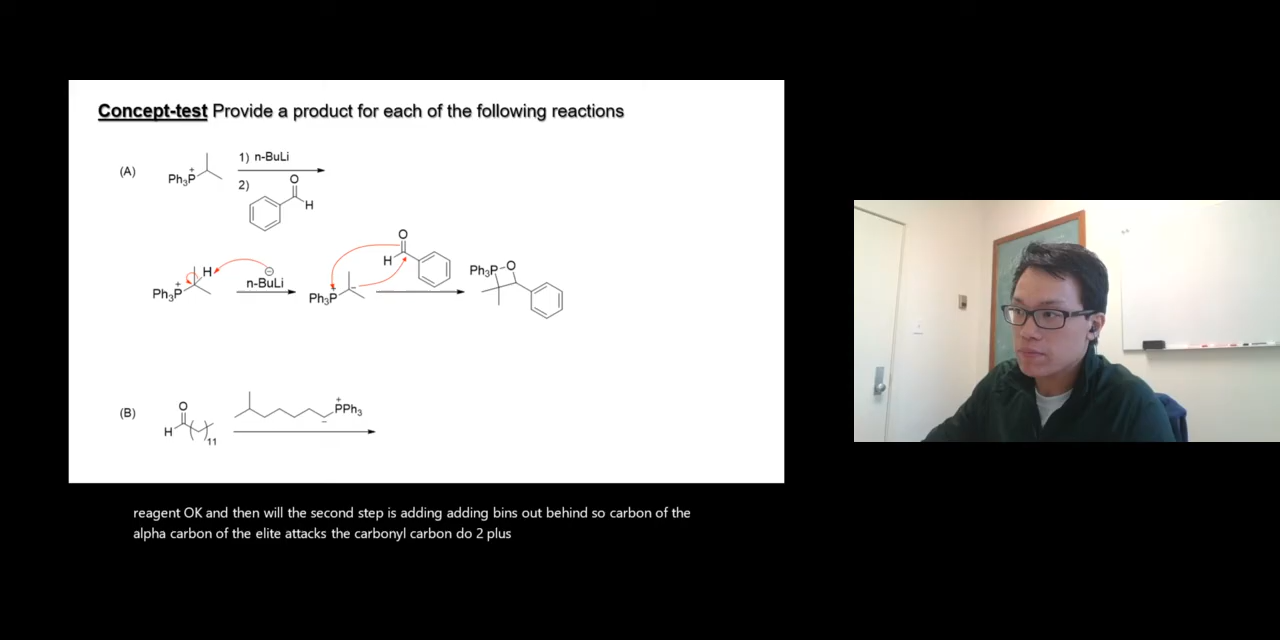 Concept-test Provide a product for each of the following reactions
(A)
Ph3P+
1) n-BuLi
2)
O
H
Ph3P+
H
n-BuLi
Ph3P+
O
H
Ph3P-O
(B)
O
H
11
+
PPh3
reagent OK and then will the second step is adding adding bins out behind so carbon of the
alpha carbon of the elite attacks the carbonyl carbon do 2 plus